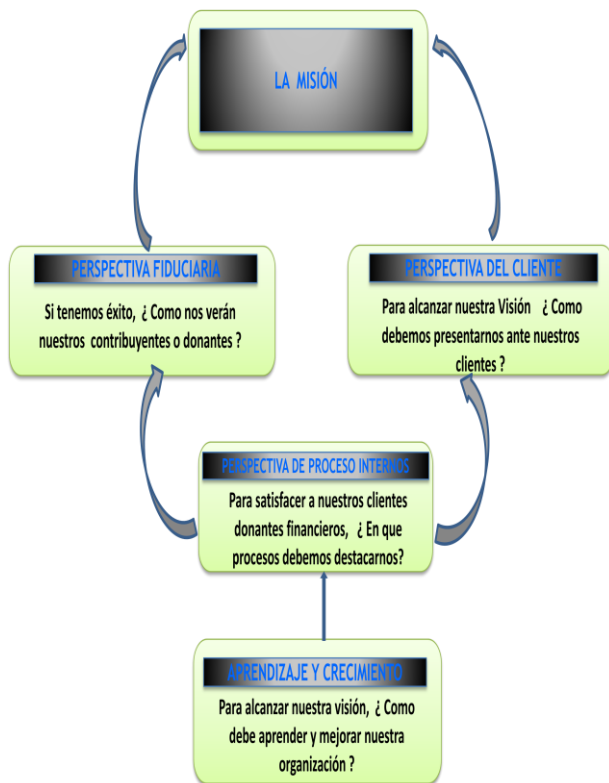 LA MISIÓN
PERSPECTIVA FIDUCIARIA
Si tenemos éxito, ¿ Como nos verán
nuestros contribuyentes o donantes ?
PERSPECTIVA DEL CLIENTE
Para alcanzar nuestra Visión ¿ Como
debemos presentarnos ante nuestros
clientes ?
PERSPECTIVA DE PROCESO INTERNOS
Para satisfacer a nuestros clientes
donantes financieros, ¿ En que
procesos debemos destacarnos?
APRENDIZAJE Y CRECIMIENTO
Para alcanzar nuestra visión, ¿ Como
debe aprender y mejorar nuestra
organización ?